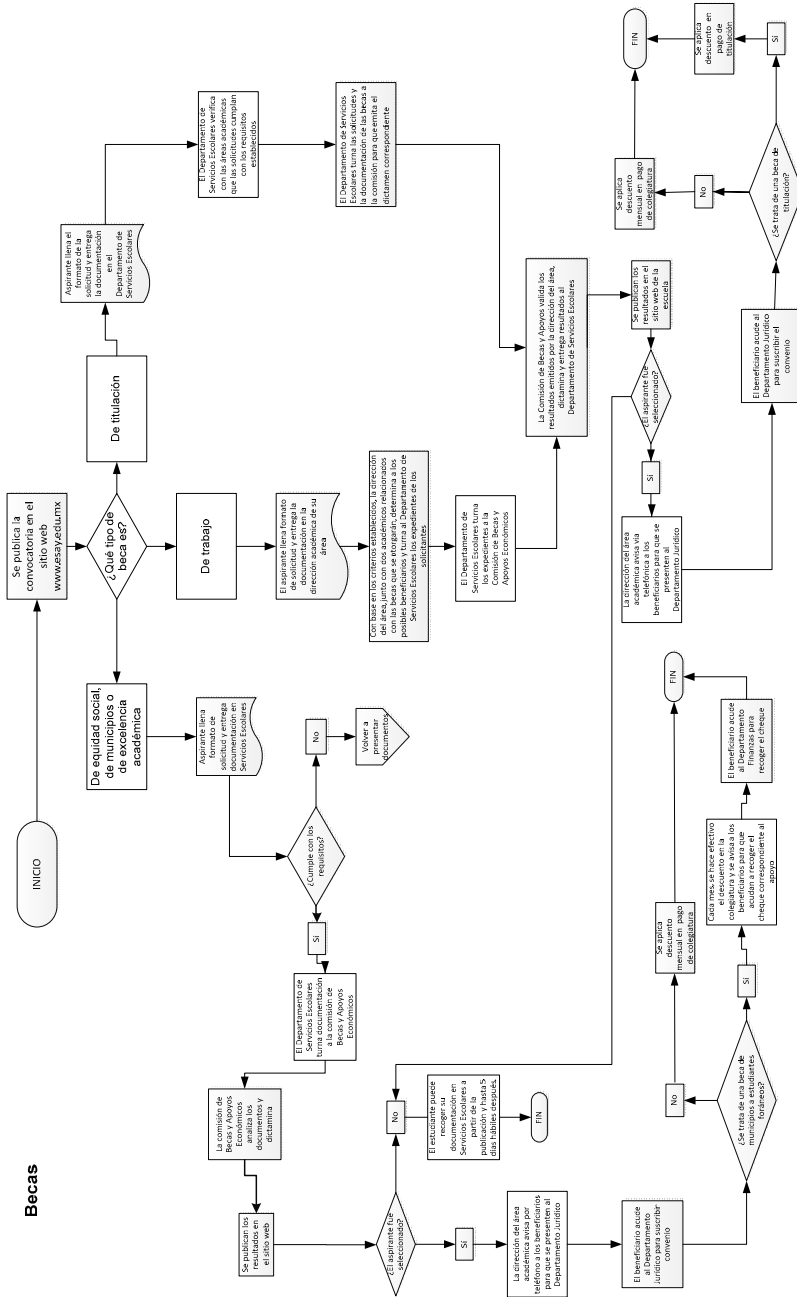 Becas
INICIO
Se publica la
convocatoria en el
sitio web
www.esay.edu.mx
¿Qué tipo de
beca es?
De equidad social,
de municipios o
de excelencia
académica
De trabajo
De titulación
Aspirante llena
formato de
solicitud y entrega
documentación en
Servicios Escolares
¿Cumple con los
requisitos?
No
Volver a
presentar
documentos
Sí
El Departamento de
Servicios Escolares
turna documentación
a la comisión de
Becas y Apoyos
Económicos
La comisión de
Becas y Apoyos
Económicos
analiza los
documentos y
dictamina
Se publican los
resultados en
el sitio web
¿El aspirante fue
seleccionado?
No
El estudiante puede
recoger su
documentación en
Servicios Escolares a
partir de la
publicación y hasta 5
días hábiles después.
FIN
Sí
La dirección del área
académica avisa por
teléfono a los beneficiarios
para que se presenten al
Departamento Jurídico
El beneficiario acude
al Departamento
Jurídico para suscribir
convenio
¿Se trata de una beca de
municipios a estudiantes
foráneos?
No
Se aplica
descuento
mensual en pago
de colegiatura
Sí
Cada mes, se hace efectivo
el descuento en la
colegiatura y se avisa a los
beneficiarios para que
acudan a recoger el
cheque correspondiente al
apoyo
El beneficiario acude
al Departamento
Finanzas para
recoger el cheque
FIN
El aspirante llena formato
de solicitud y entrega la
documentación en la
dirección académica de su
área
Con base en los criterios establecidos, la dirección
del área, junto con dos académicos relacionados
con las becas que se otorgarán, determina a los
posibles beneficiarios y turna al Departamento de
Servicios Escolares los expedientes de los
solicitantes
El Departamento de
Servicios Escolares turna
los expedientes a la
Comisión de Becas y
Apoyos Económicos
Aspirante llena el
formato de la
solicitud y entrega
la documentación
en el
Departamento de
Servicios Escolares
El Departamento de
Servicios Escolares verifica
con las áreas académicas
que las solicitudes cumplan
con los requisitos
establecidos
El Departamento de Servicios
Escolares turna las solicitudes y
la documentación de las becas a
la comisión para que emita el
dictamen correspondiente
La Comisión de Becas y Apoyos valida los
resultados emitidos por la dirección del área,
dictamina y entrega resultados al
Departamento de Servicios Escolares
Se publican los
resultados en el
sitio web de la
escuela
¿El aspirante fue
seleccionado?
Sí
La dirección del área
académica avisa vía
telefónica a los
beneficiarios para que se
presenten al
Departamento Jurídico
El beneficiario acude al
Departamento Jurídico
para suscribir el
convenio
¿Se trata de una beca de
titulación?
No
Se aplica
descuento
mensual en pago
de colegiatura
Sí
Se aplica
descuento en
pago de
titulación
FIN